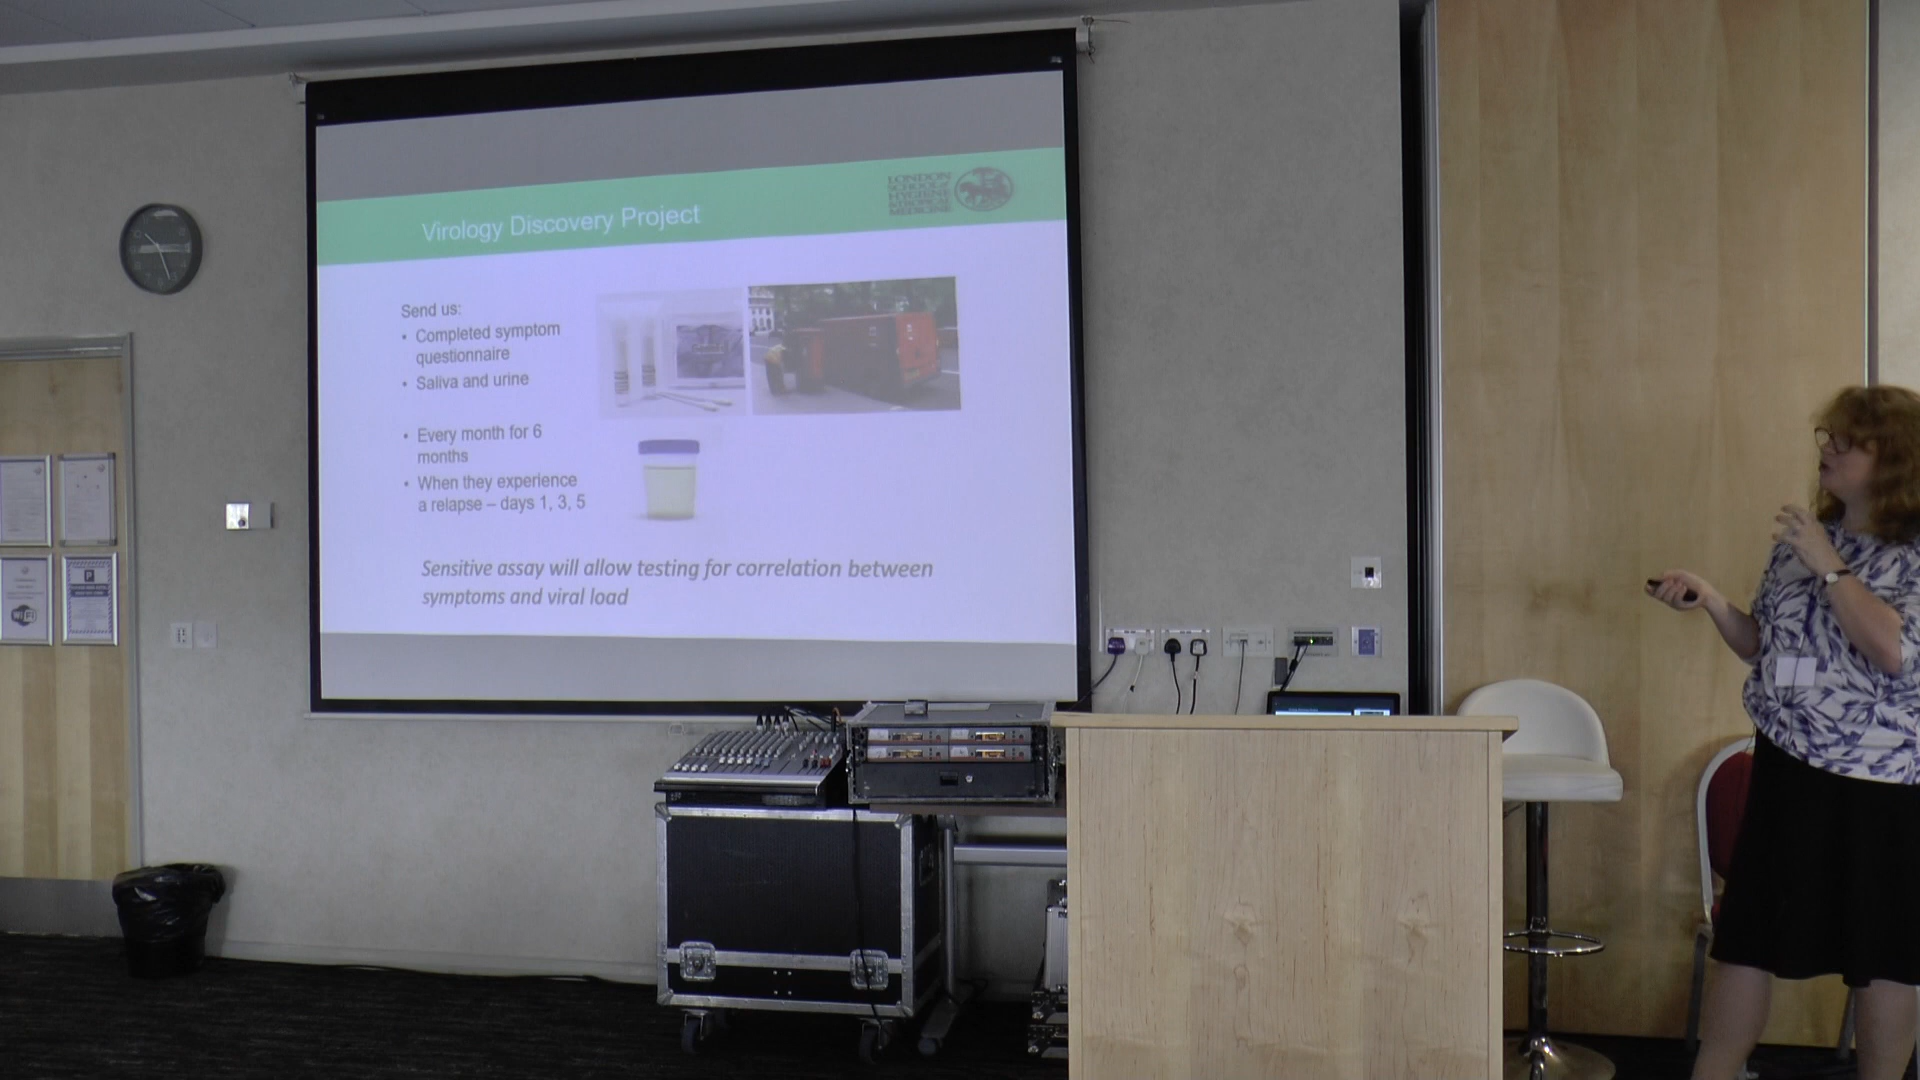 Virology Discovery Project
LONDON
SCHOOL of
HYGIENE
& TROPICAL
MEDICINE
Send us:
• Completed symptom
questionnaire
• Saliva and urine
• Every month for 6
months
• When they experience
a relapse – days 1, 3, 5
Sensitive assay will allow testing for correlation between
symptoms and viral load
P
Wi Fi